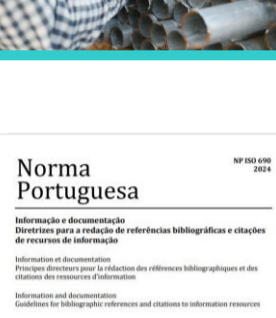 Norma
Portuguesa
NP ISO 690
2024
Informação e documentação
Diretrizes para a redação de referências bibliográficas e citações
de recursos de informação
Information et documentation
Principes directeurs pour la rédaction des références bibliographiques et des
citations des ressources d'information
Information and documentation
Guidelines for bibliographic references and citations to information resources